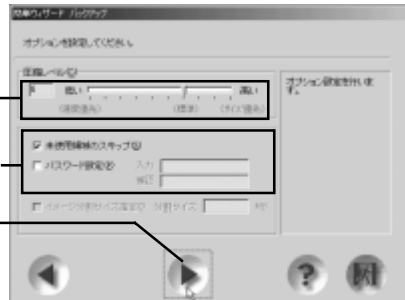 簡単ウィザード バックアップ
オプションを設定してください。
圧縮レベル(C)
低い 高い
(速度優先) (標準) (サイズ優先)
オプション設定を行います。
未使用領域のスキップ(S)
パスワード設定(P) 入力
確認
イメージ分割サイズ指定(D) 分割サイズ MB
?